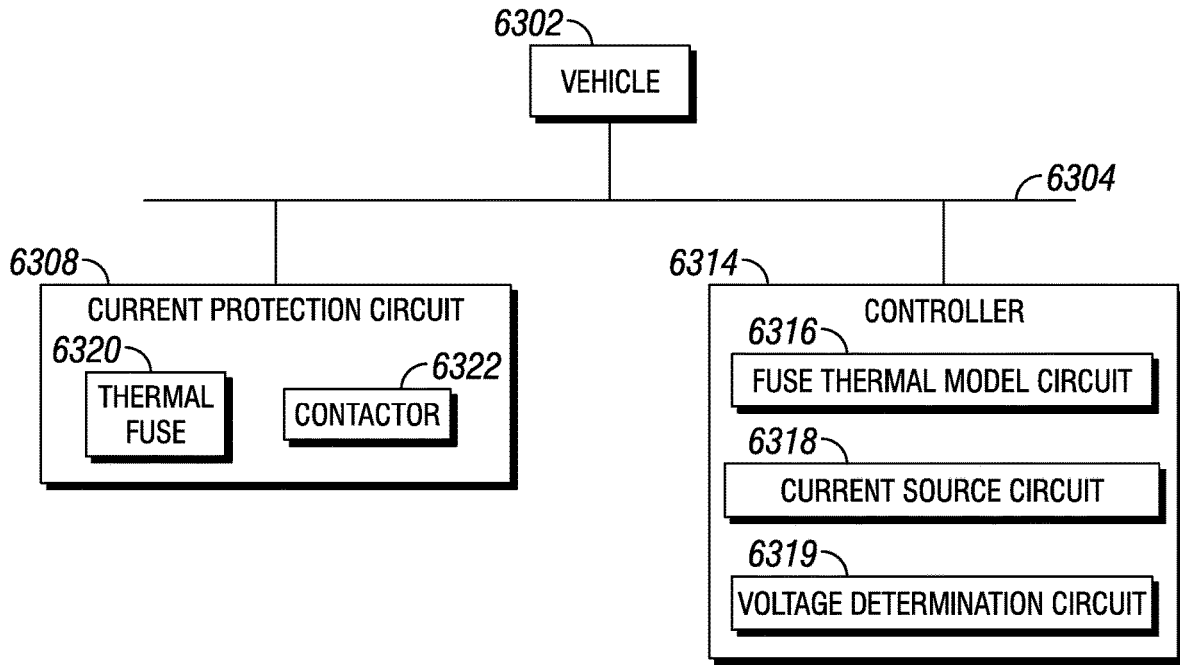 6302
VEHICLE
6304
6308
CURRENT PROTECTION CIRCUIT
6320
THERMAL
FUSE
6322
CONTACTOR
6314
CONTROLLER
6316
FUSE THERMAL MODEL CIRCUIT
6318
CURRENT SOURCE CIRCUIT
6319
VOLTAGE DETERMINATION CIRCUIT